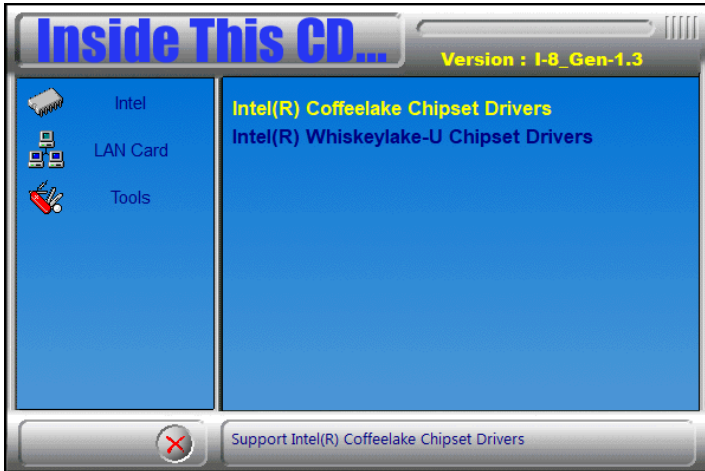 Inside This CD...
Version : I-8_Gen-1.3
Intel
LAN Card
Tools
Intel(R) Coffeelake Chipset Drivers
Intel(R) Whiskeylake-U Chipset Drivers
Support Intel(R) Coffeelake Chipset Drivers